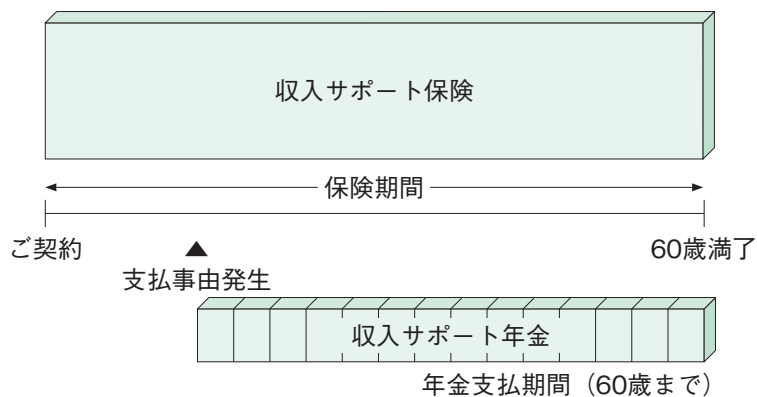 収入サポート保険
保険期間
ご契約
60歳満了
支払事由発生
収入サポート年金
年金支払期間（60歳まで）